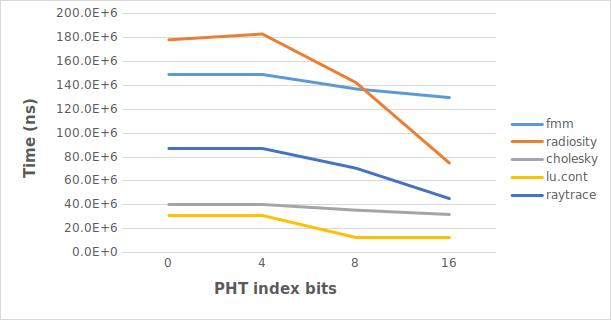 200.0E+6
180.0E+6
160.0E+6
140.0E+6
120.0E+6
100.0E+6
80.0E+6
60.0E+6
40.0E+6
20.0E+6
0.0E+0
Time (ns)
0 4 8 16
PHT index bits
fmm
radiosity
cholesky
lu.cont
raytrace